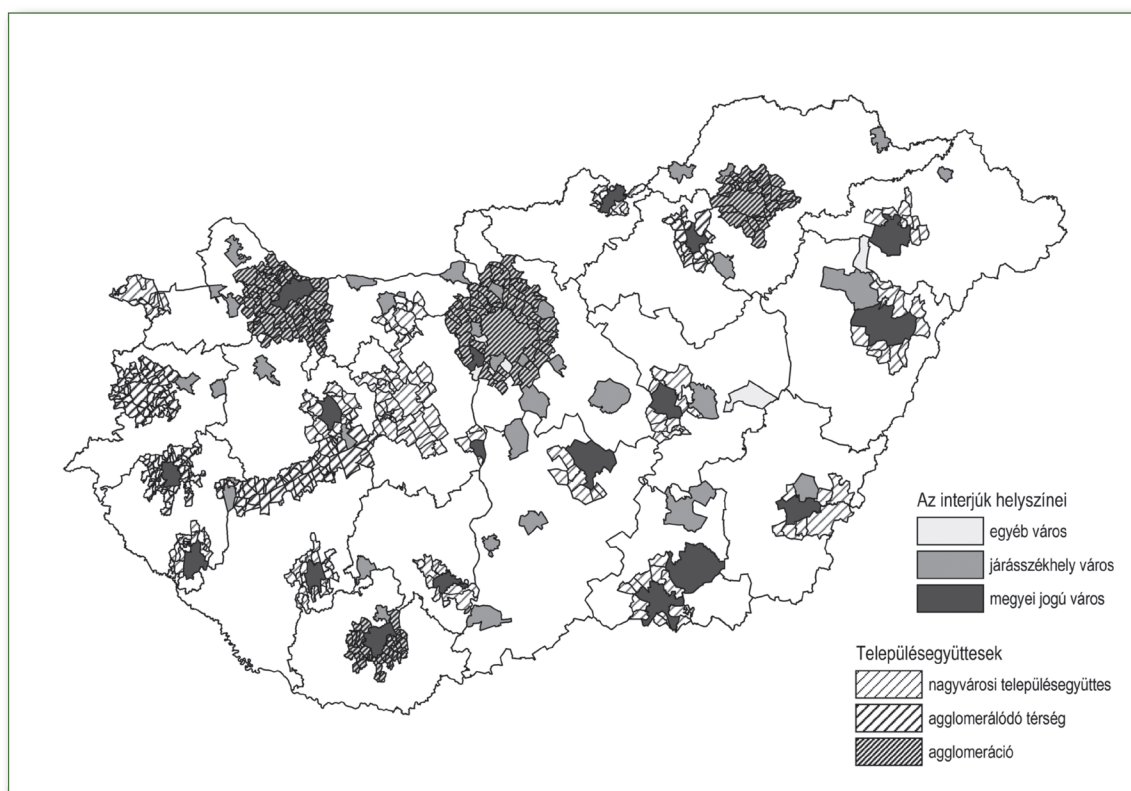 Az interjúk helyszínei
egyéb város
járásszékhely város
megyei jogú város
Településegyüttesek
nagyvárosi településegyüttes
agglomerálódó térség
agglomeráció